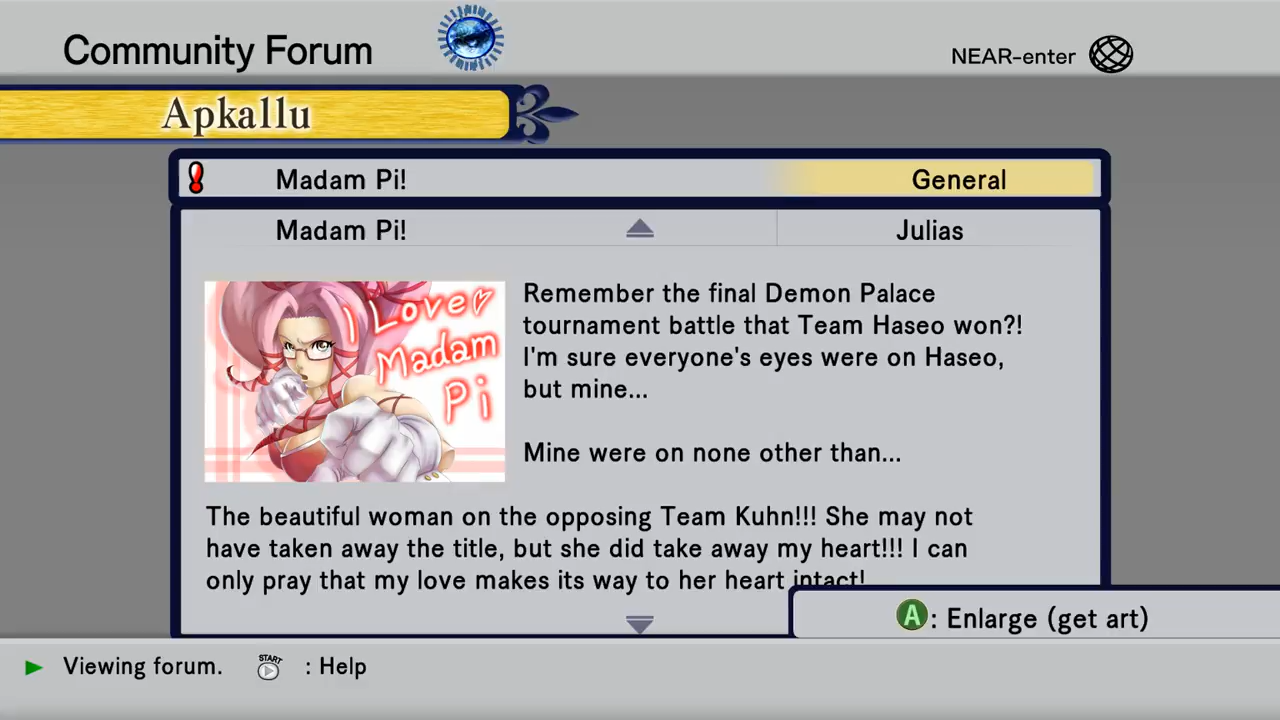 Community Forum
NEAR-enter
Apkallu
Madam Pi!
General
Madam Pi!
Julias
I Love
Madam
Pi
Remember the final Demon Palace
tournament battle that Team Haseo won?!
I'm sure everyone's eyes were on Haseo,
but mine...
Mine were on none other than...
The beautiful woman on the opposing Team Kuhn!!! She may not
have taken away the title, but she did take away my heart!!! I can
only pray that my love makes its way to her heart intact!
A: Enlarge (get art)
Viewing forum.
START : Help